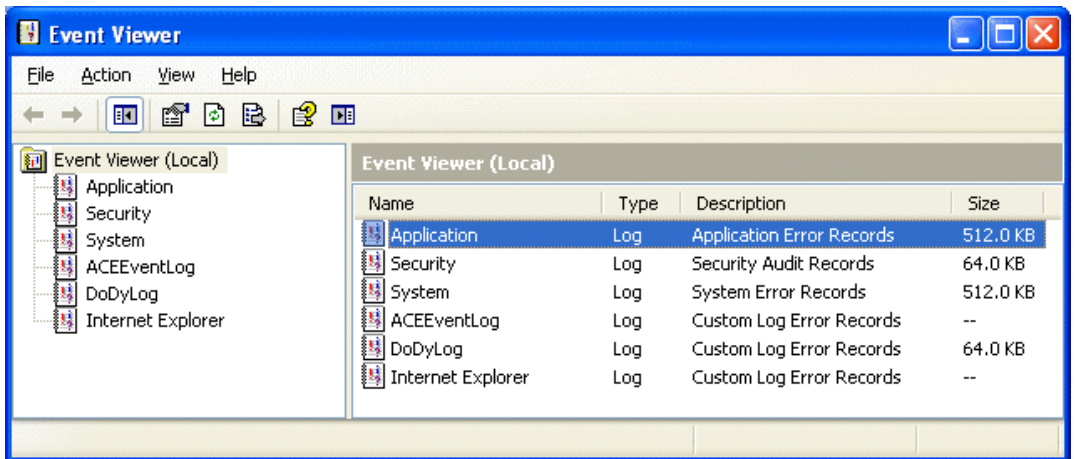 Event Viewer
File Action View Help
Event Viewer (Local)
Application
Security
System
ACEEventLog
DoDyLog
Internet Explorer
Event Viewer (Local)
Name Type Description Size
Application Log Application Error Records 512.0 KB
Security Log Security Audit Records 64.0 KB
System Log System Error Records 512.0 KB
ACEEventLog Log Custom Log Error Records --
DoDyLog Log Custom Log Error Records 64.0 KB
Internet Explorer Log Custom Log Error Records --